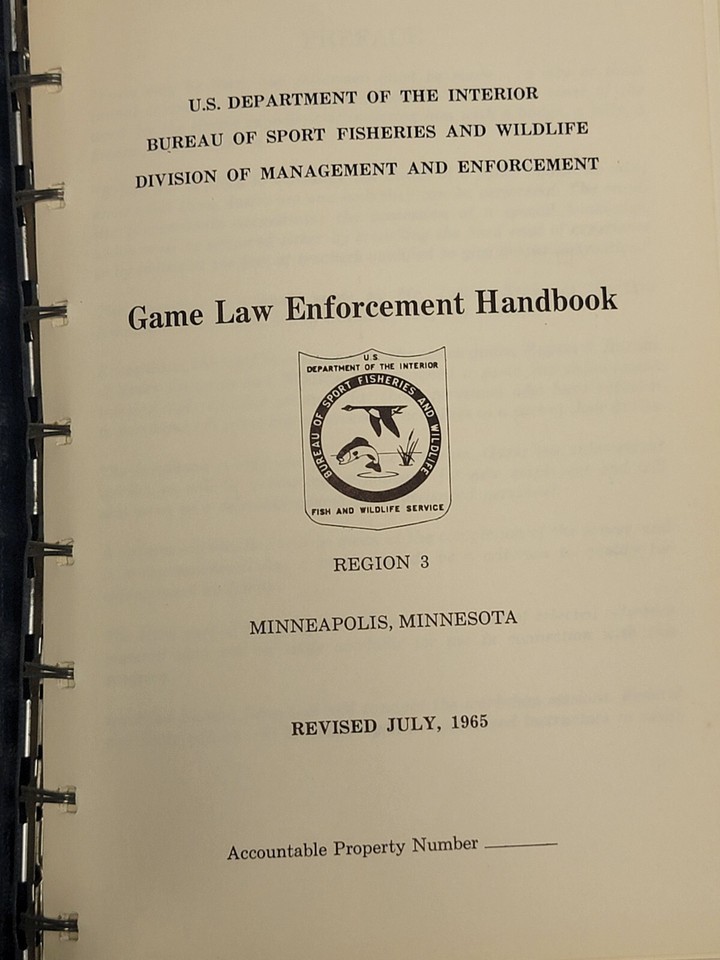 U.S. DEPARTMENT OF THE INTERIOR
BUREAU OF SPORT FISHERIES AND WILDLIFE
DIVISION OF MANAGEMENT AND ENFORCEMENT
Game Law Enforcement Handbook
U.S.
DEPARTMENT OF THE INTERIOR
BUREAU OF SPORT FISHERIES AND WILDLIFE
FISH AND WILDLIFE SERVICE
REGION 3
MINNEAPOLIS, MINNESOTA
REVISED JULY, 1965
Accountable Property Number